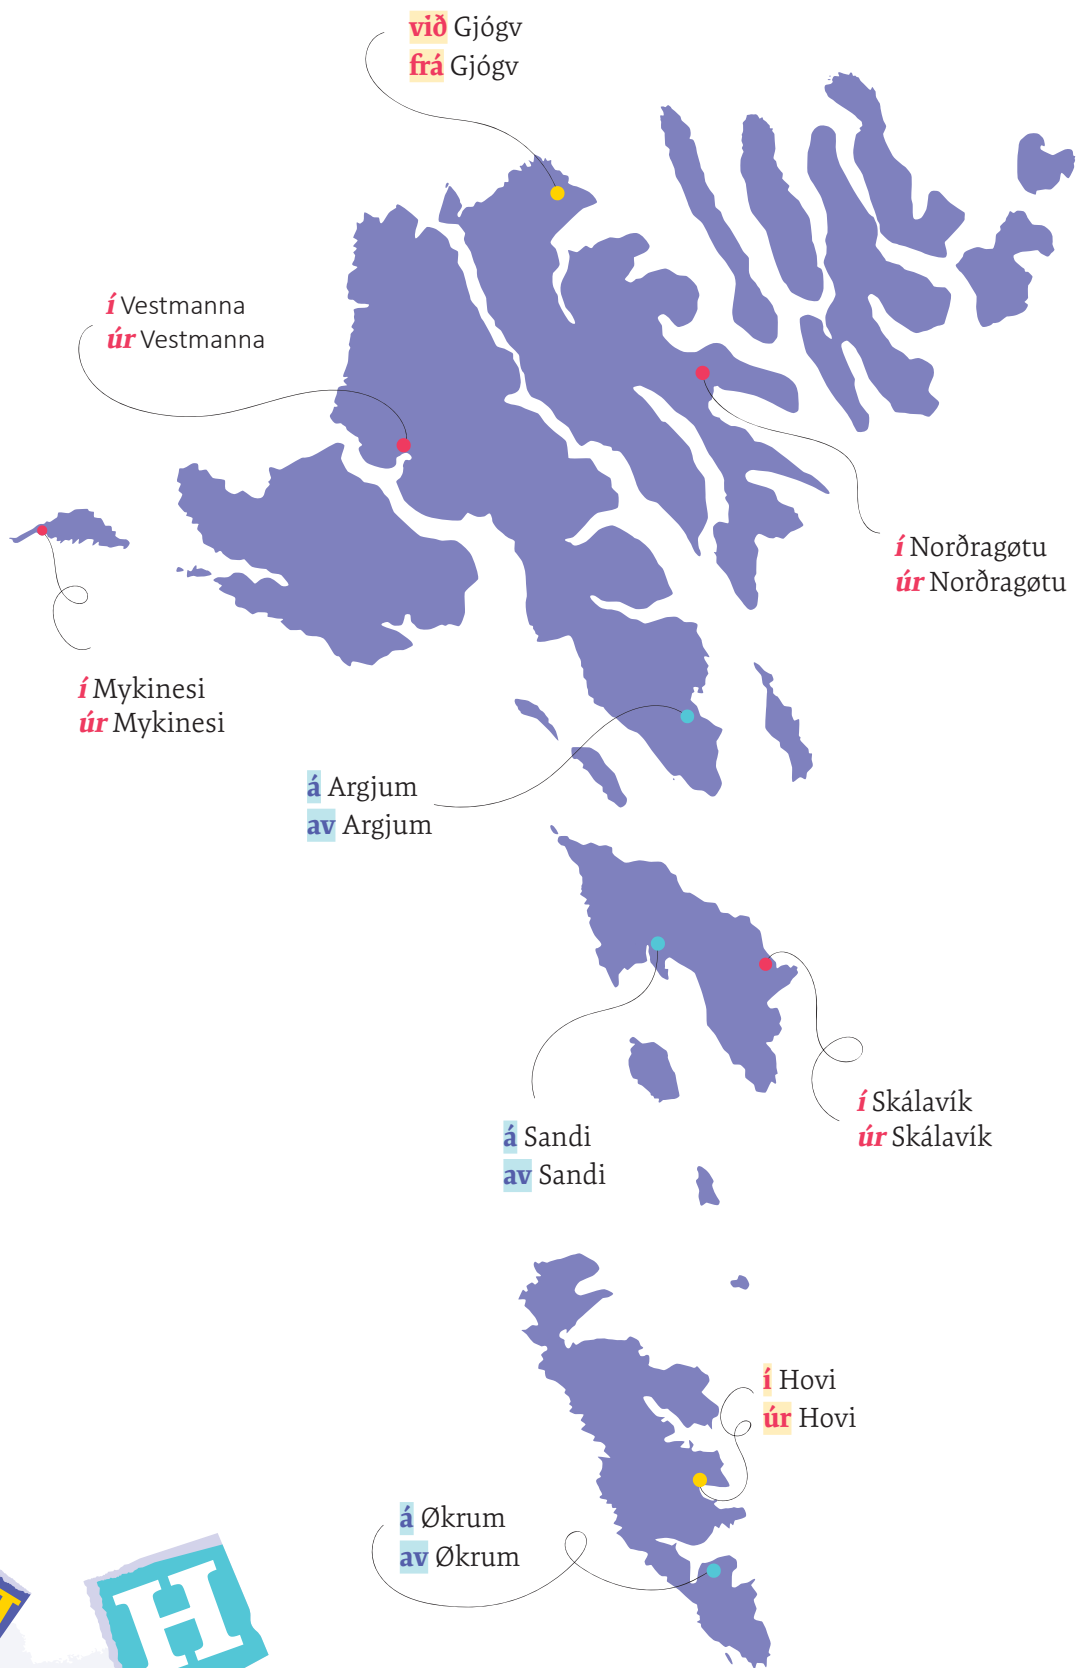 við Gjógv
frá Gjógv
í Vestmanna
úr Vestmanna
í Norðragøtu
úr Norðragøtu
í Mykinesi
úr Mykinesi
á Argjum
av Argjum
í Skálavík
úr Skálavík
á Sandi
av Sandi
í Hovi
úr Hovi
á Økrum
av Økrum
H